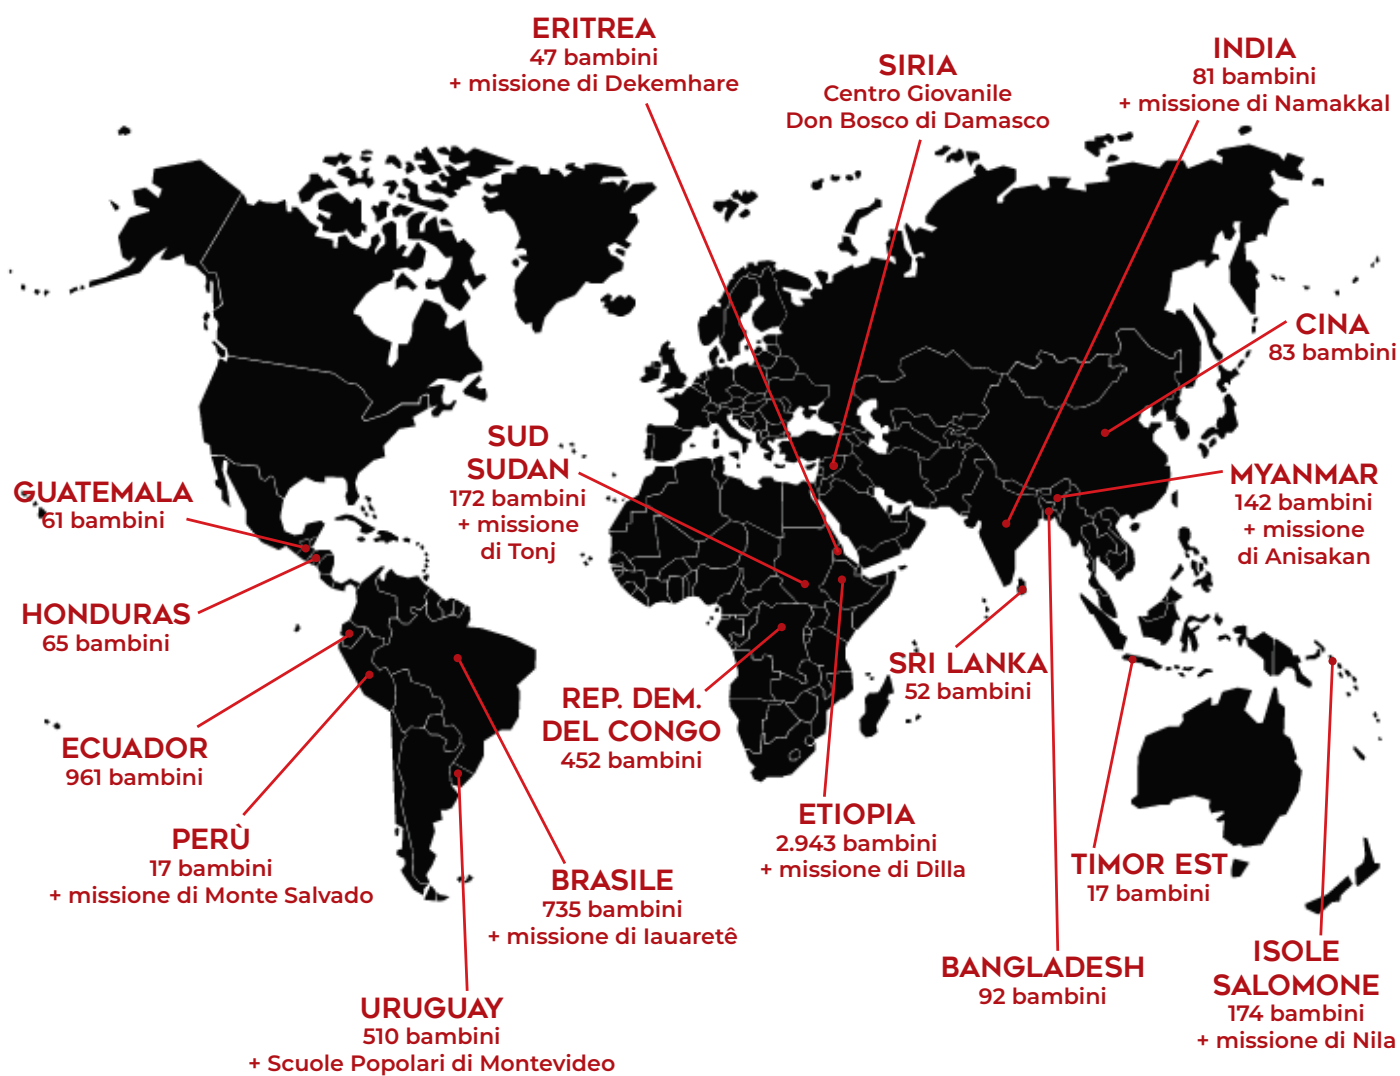 ERITREA
47 bambini
+ missione di Dekemhare
SIRIA
Centro Giovanile
Don Bosco di Damasco
INDIA
81 bambini
+ missione di Namakkal
CINA
83 bambini
SUD
SUDAN
172 bambini
+ missione
di Tonj
MYANMAR
142 bambini
+ missione
di Anisakan
GUATEMALA
61 bambini
HONDURAS
65 bambini
SRI LANKA
52 bambini
REP. DEM.
DEL CONGO
452 bambini
ECUADOR
961 bambini
PERÙ
17 bambini
+ missione di Monte Salvado
ETIOPIA
2.943 bambini
+ missione di Dilla
BRASILE
735 bambini
+ missione di Iauaretê
TIMOR EST
17 bambini
BANGLADESH
92 bambini
ISOLE
SALOMONE
174 bambini
+ missione di Nila
URUGUAY
510 bambini
+ Scuole Popolari di Montevideo